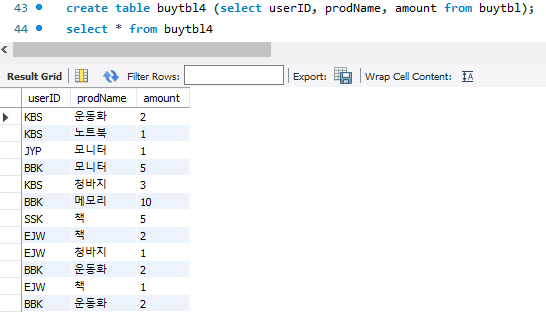 43 create table buytbl4 (select userID, prodName, amount from buytbl);
44 select * from buytbl4
Result Grid Filter Rows: Export: Wrap Cell Content:
userID prodName amount
KBS 운동화 2
KBS 노트북 1
JYP 모니터 1
BBK 모니터 5
KBS 청바지 3
BBK 메모리 10
SSK 책 5
EJW 책 2
EJW 청바지 1
BBK 운동화 2
EJW 책 1
BBK 운동화 2